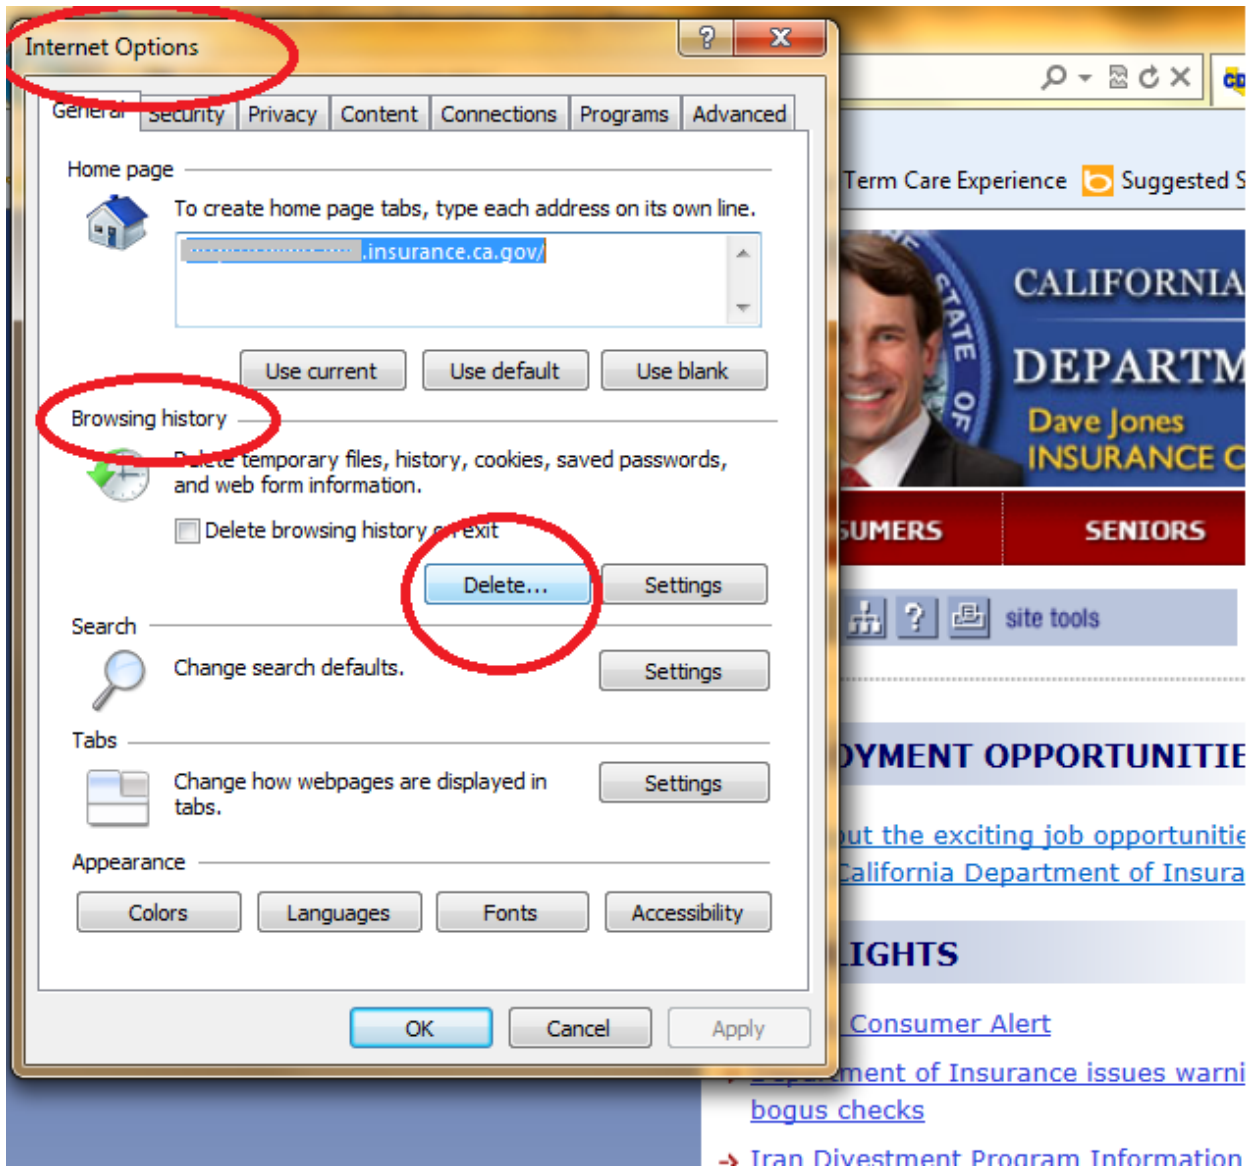 Internet Options
General Security Privacy Content Connections Programs Advanced
Home page
To create home page tabs, type each address on its own line.
.insurance.ca.gov/
Use current Use default Use blank
Browsing history
Delete temporary files, history, cookies, saved passwords,
and web form information.
Delete browsing history on exit
Delete... Settings
Search
Change search defaults.
Settings
Tabs
Change how webpages are displayed in
tabs.
Settings
Appearance
Colors Languages Fonts Accessibility
OK Cancel Apply
Term Care Experience Suggested S
STATE OF
CALIFORNIA
DEPARTM
Dave Jones
INSURANCE C
SUMERS SENIORS
site tools
OYMENT OPPORTUNITIE
out the exciting job opportunitie
California Department of Insura
LIGHTS
Consumer Alert
Department of Insurance issues warni
bogus checks
Iran Divestment Program Information